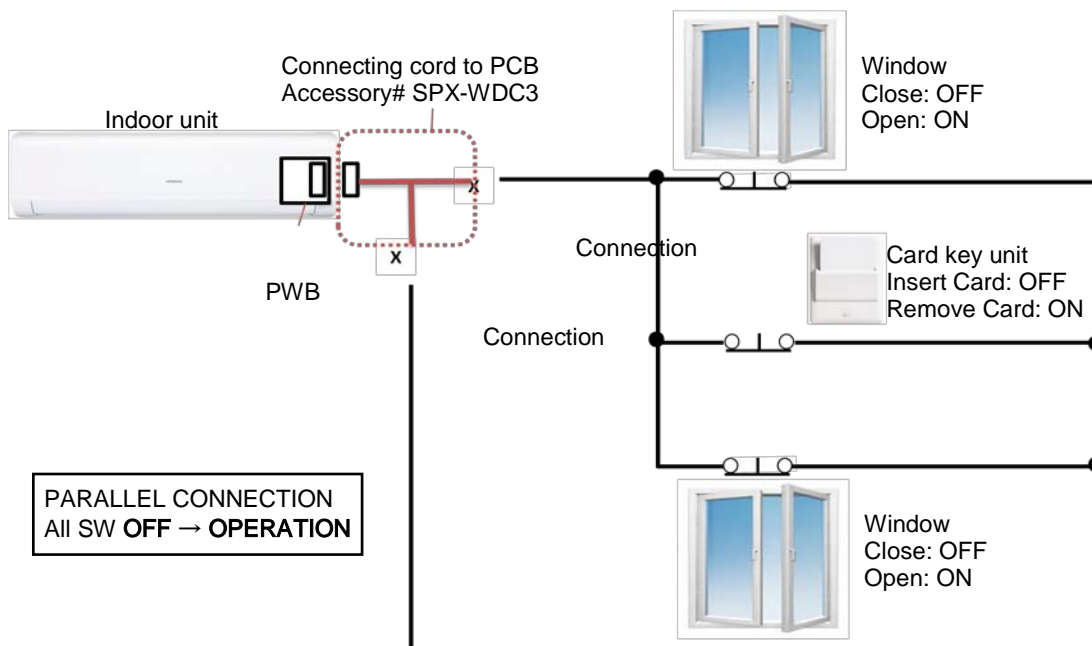 Connecting cord to PCB
Accessory# SPX-WDC3
Indoor unit
Window
Close: OFF
Open: ON
X
X
Connection
Card key unit
Insert Card: OFF
Remove Card: ON
PWB
Connection
PARALLEL CONNECTION
All SW OFF → OPERATION
Window
Close: OFF
Open: ON